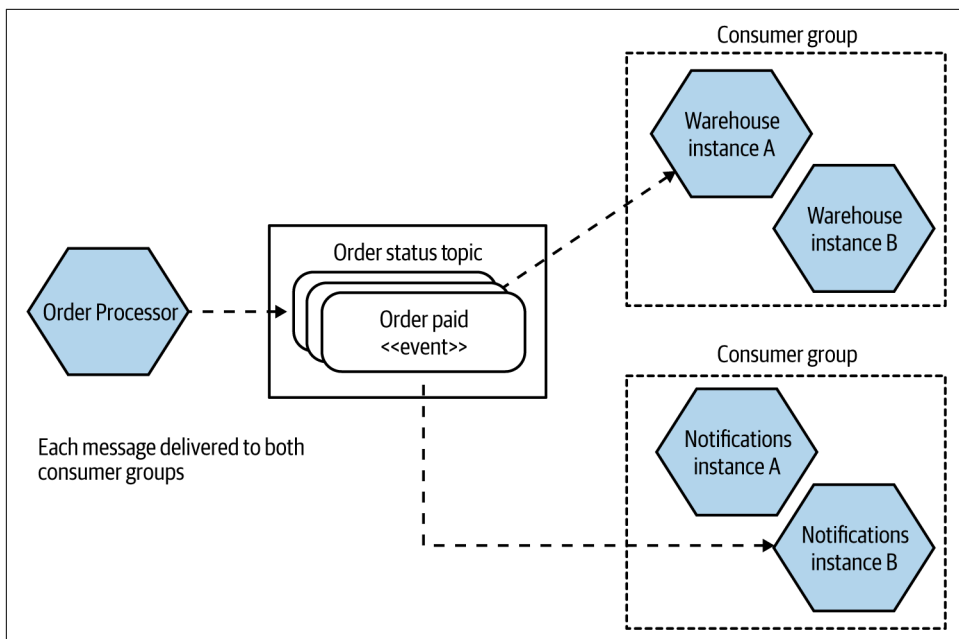 Consumer group
Warehouse
instance A
Warehouse
instance B
Order status topic
Order Processor
Order paid
<<event>>
Consumer group
Each message delivered to both
consumer groups
Notifications
instance A
Notifications
instance B